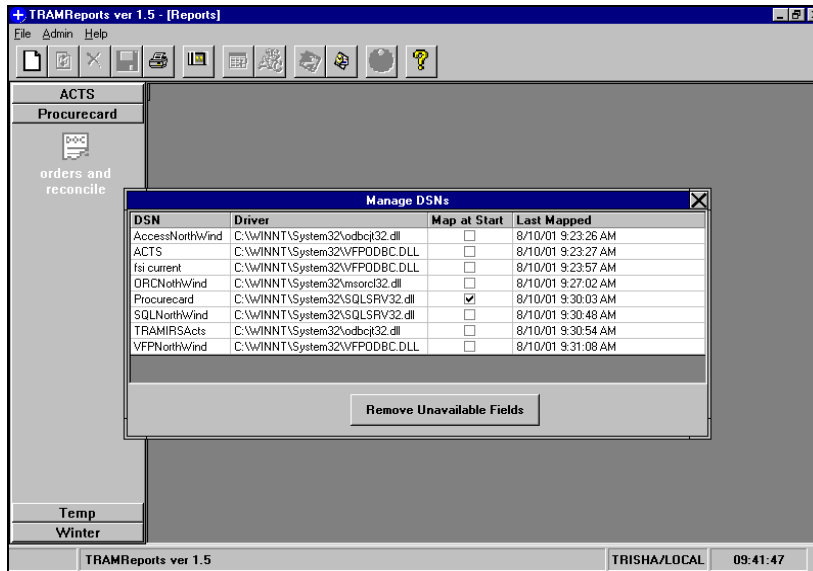 TRAMReports ver 1.5 - [Reports]
File Admin Help
ACTS
Procurecard
orders and
reconcile
Manage DSNs
DSN Driver Map at Start Last Mapped
AccessNorthWind C:\WINNT\System32\odbcjt32.dll 8/10/01 9:23:26 AM
ACTS C:\WINNT\System32\VFPODBC.DLL 8/10/01 9:23:27 AM
fsi current C:\WINNT\System32\VFPODBC.DLL 8/10/01 9:23:57 AM
ORCNothWind C:\WINNT\System32\msorcl32.dll 8/10/01 9:27:02 AM
Procurecard C:\WINNT\System32\SQLSRV32.dll 8/10/01 9:30:03 AM
SQLNorthWind C:\WINNT\System32\SQLSRV32.dll 8/10/01 9:30:48 AM
TRAMIRSActs C:\WINNT\System32\odbcjt32.dll 8/10/01 9:30:54 AM
VFPNorthWind C:\WINNT\System32\VFPODBC.DLL 8/10/01 9:31:08 AM
Remove Unavailable Fields
Temp
Winter
TRAMReports ver 1.5 TRISHA/LOCAL 09:41:47